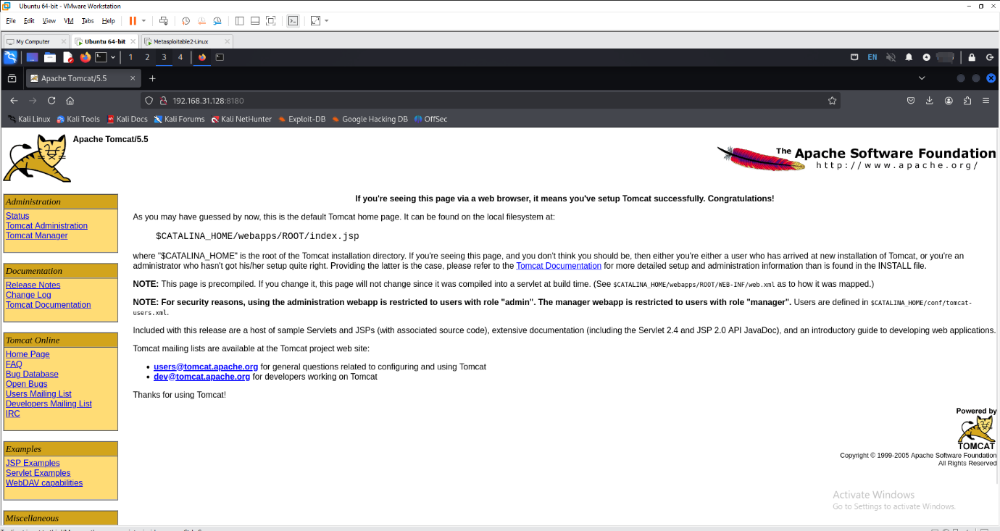 Ubuntu 64-bit - VMware Workstation
File Edit View VM Tabs Help
My Computer
Ubuntu 64-bit
Metasploitable2-Linux
1 2 3 4
EN
Apache Tomcat/5.5
192.168.31.128:8180
Kali Linux
Kali Tools
Kali Docs
Kali Forums
Kali NetHunter
Exploit-DB
Google Hacking DB
OffSec
Apache Tomcat/5.5
The Apache Software Foundation
http://www.apache.org/
Administration
Status
Tomcat Administration
Tomcat Manager
Documentation
Release Notes
Change Log
Tomcat Documentation
Tomcat Online
Home Page
FAQ
Bug Database
Open Bugs
Users Mailing List
Developers Mailing List
IRC
Examples
JSP Examples
Servlet Examples
WebDAV capabilities
Miscellaneous
If you're seeing this page via a web browser, it means you've setup Tomcat successfully. Congratulations!
As you may have guessed by now, this is the default Tomcat home page. It can be found on the local filesystem at:
$CATALINA_HOME/webapps/ROOT/index.jsp
where "$CATALINA_HOME" is the root of the Tomcat installation directory. If you're seeing this page, and you don't think you should be, then either you're either a user who has arrived at new installation of Tomcat, or you're an
administrator who hasn't got his/her setup quite right. Providing the latter is the case, please refer to the Tomcat Documentation for more detailed setup and administration information than is found in the INSTALL file.
NOTE: This page is precompiled. If you change it, this page will not change since it was compiled into a servlet at build time. (See $CATALINA_HOME/webapps/ROOT/WEB-INF/web.xml as to how it was mapped.)
NOTE: For security reasons, using the administration webapp is restricted to users with role "admin". The manager webapp is restricted to users with role "manager". Users are defined in $CATALINA_HOME/conf/tomcat-
users.xml.
Included with this release are a host of sample Servlets and JSPs (with associated source code), extensive documentation (including the Servlet 2.4 and JSP 2.0 API JavaDoc), and an introductory guide to developing web applications.
Tomcat mailing lists are available at the Tomcat project web site:
• users@tomcat.apache.org for general questions related to configuring and using Tomcat
• dev@tomcat.apache.org for developers working on Tomcat
Thanks for using Tomcat!
Powered by
TOMCAT
Copyright © 1999-2005 Apache Software Foundation
All Rights Reserved
Activate Windows
Go to Settings to activate Windows.